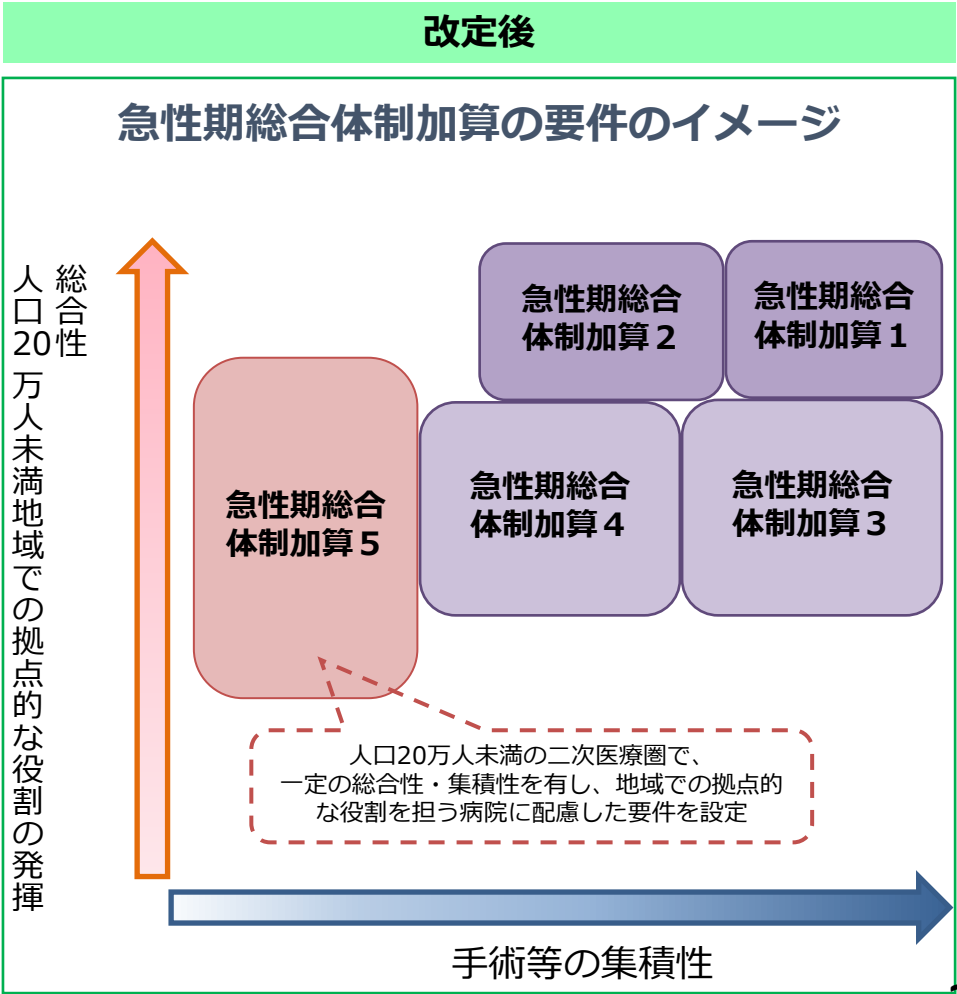 改定後
急性期総合体制加算の要件のイメージ
総合性
人口20万人未満地域での拠点的な役割の発揮
急性期総合
体制加算２
急性期総合
体制加算１
急性期総合
体制加算５
急性期総合
体制加算４
急性期総合
体制加算３
人口20万人未満の二次医療圏で、
一定の総合性・集積性を有し、地域での拠点的
な役割を担う病院に配慮した要件を設定
手術等の集積性